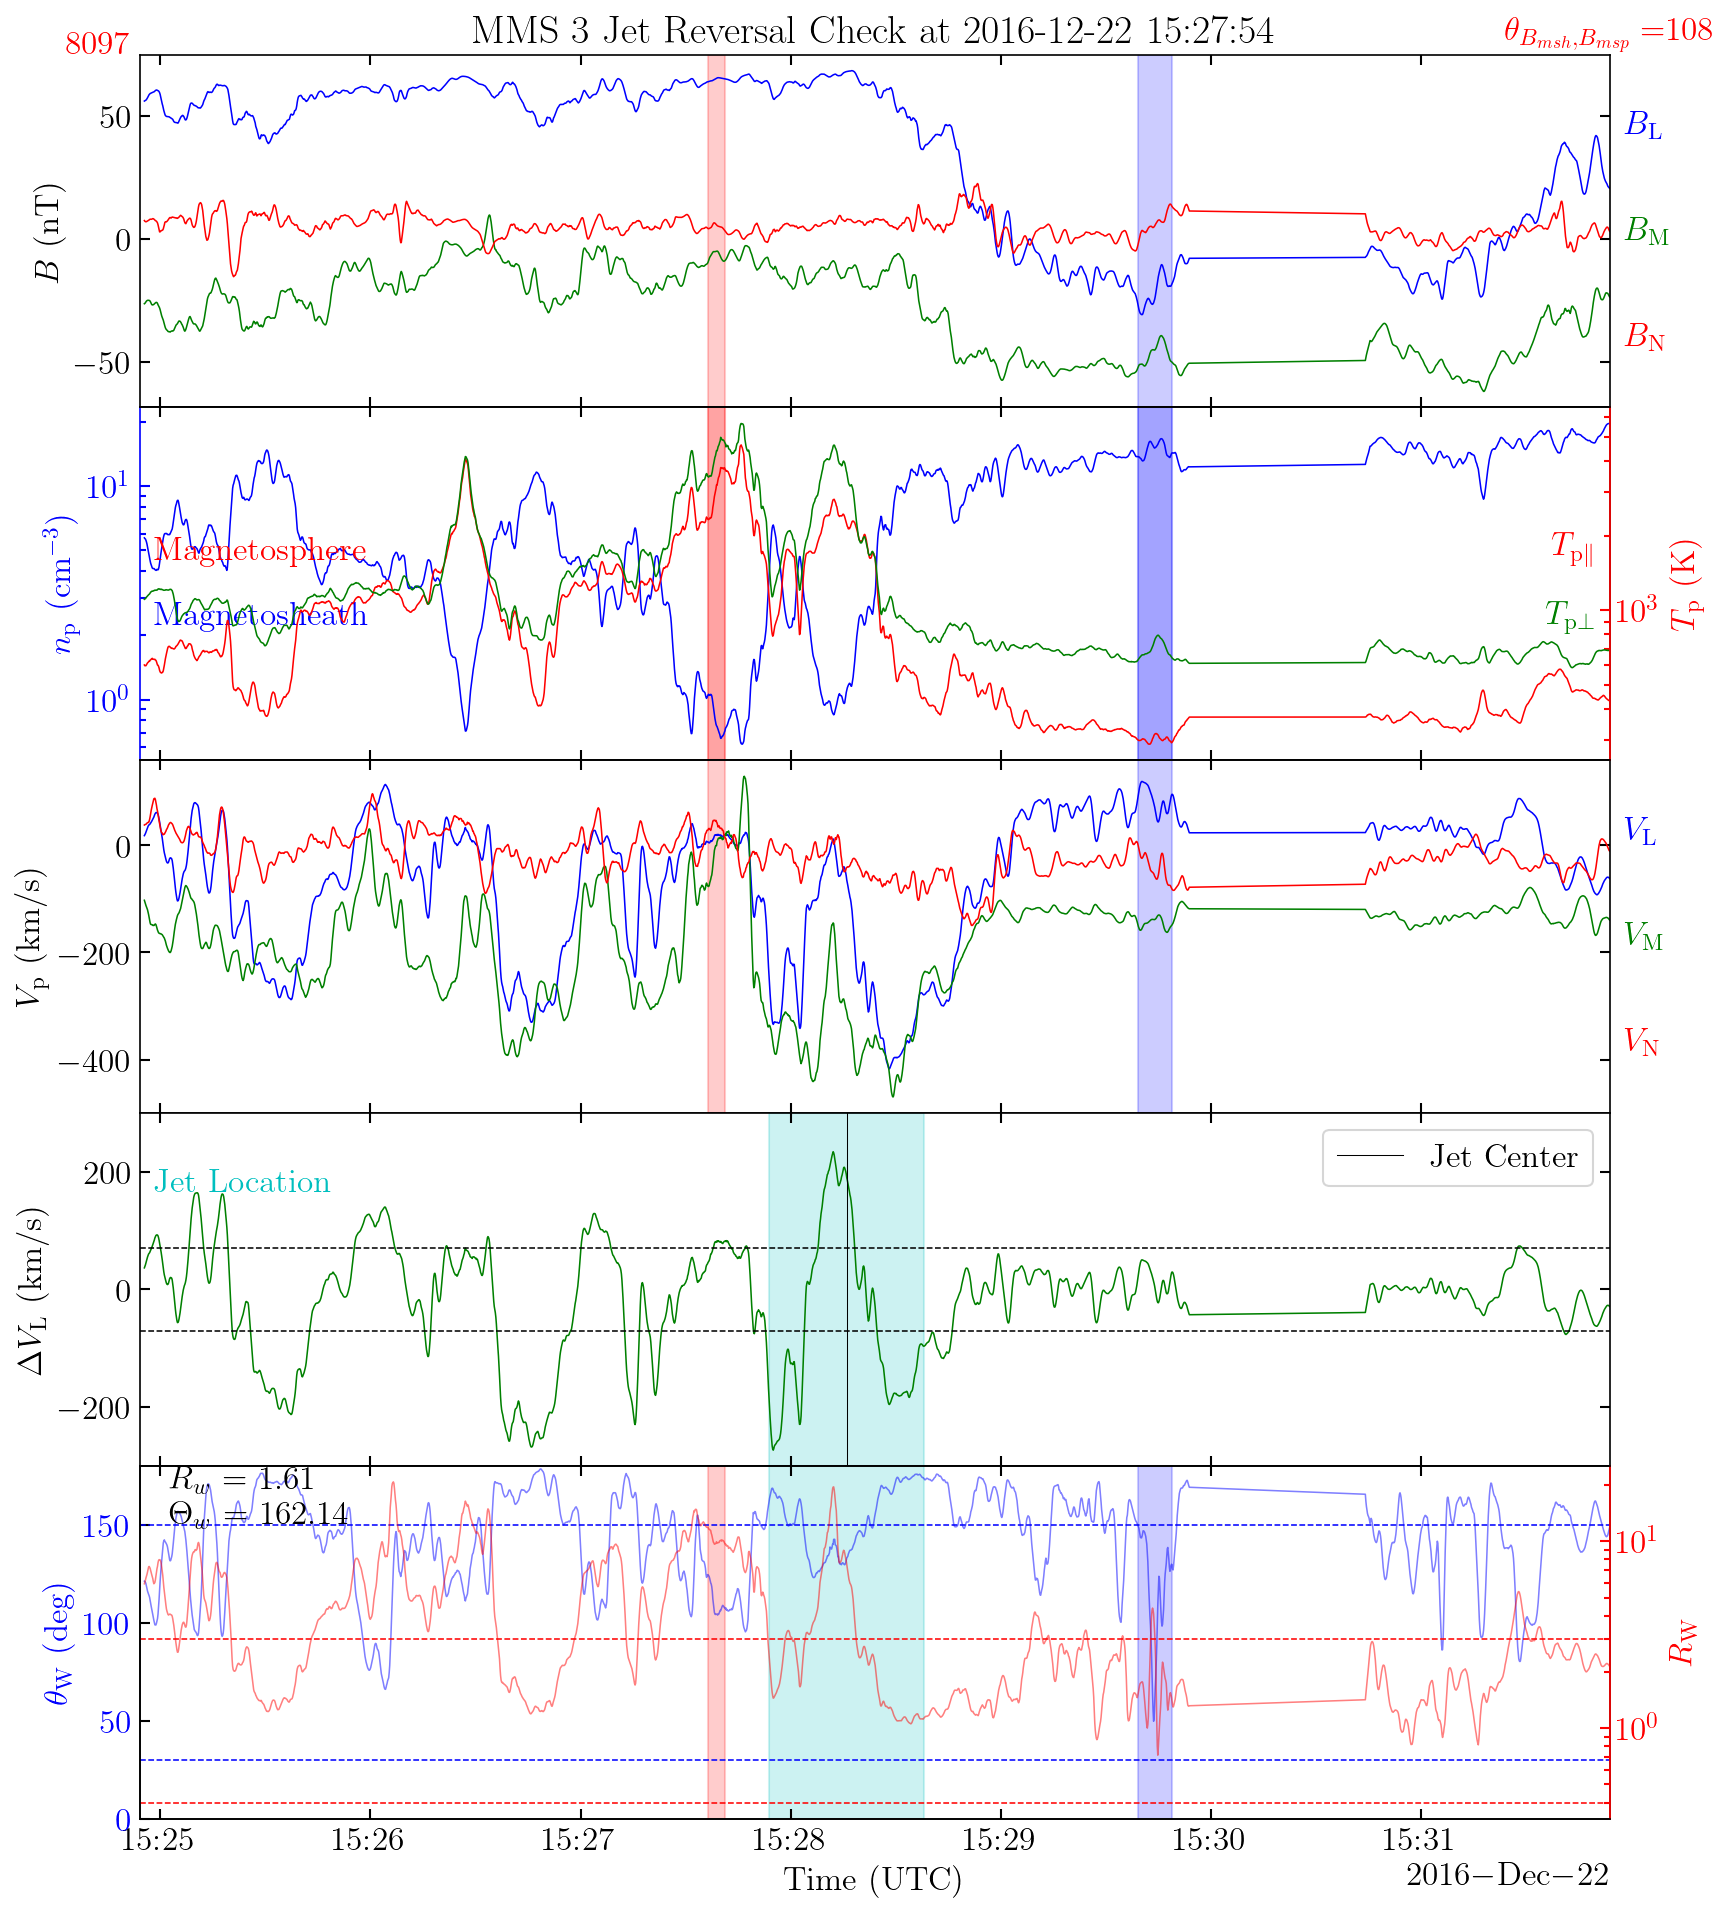 MMS 3 Jet Reversal Check at 2016-12-22 15:27:54
8097
θ_{B_{msh},B_{msp}} =108
50
0
−50
B (nT)
B_L
B_M
B_N
10^1
10^0
n_p (cm^{−3})
Magnetosphere
Magnetosheath
T_{p∥}
T_{p⊥}
10^3
T_p (K)
0
−200
−400
V_p (km/s)
V_L
V_M
V_N
200
0
−200
ΔV_L (km/s)
Jet Location
Jet Center
R_w = 1.61
Θ_w = 162.14
150
100
50
0
θ_W (deg)
10^1
10^0
R_W
15:25
15:26
15:27
15:28
15:29
15:30
15:31
Time (UTC)
2016−Dec−22